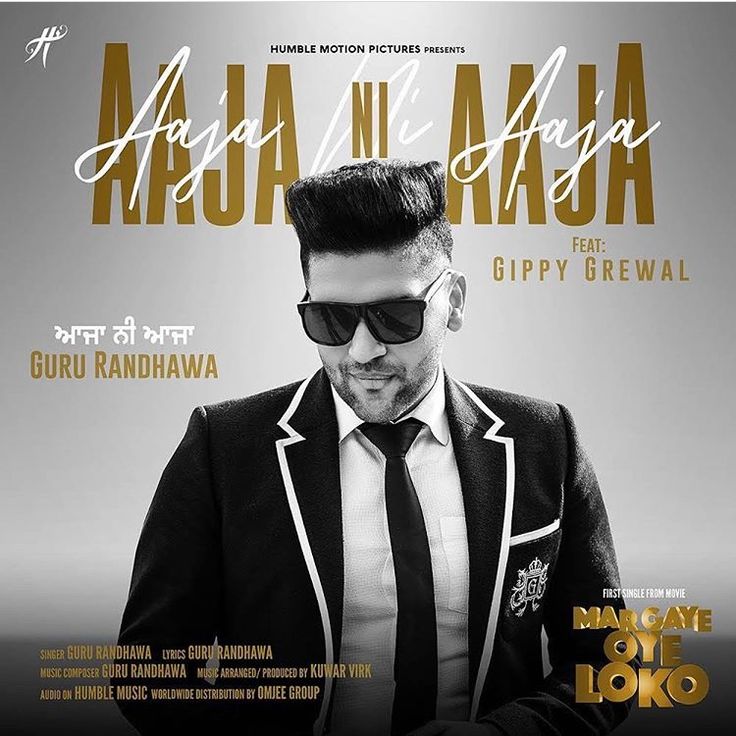 HUMBLE MOTION PICTURES PRESENTS
AAJA NI AAJA
Aaja Ni Aaja
FEAT:
GIPPY GREWAL
ਆਜਾ ਨੀ ਆਜਾ
GURU RANDHAWA
FIRST SINGLE FROM MOVIE
MAR GAYE
OYE
LOKO
SINGER GURU RANDHAWA LYRICS GURU RANDHAWA
MUSIC COMPOSER GURU RANDHAWA MUSIC ARRANGED/ PRODUCED BY KUWAR VIRK
AUDIO ON HUMBLE MUSIC WORLDWIDE DISTRIBUTION BY OMJEE GROUP